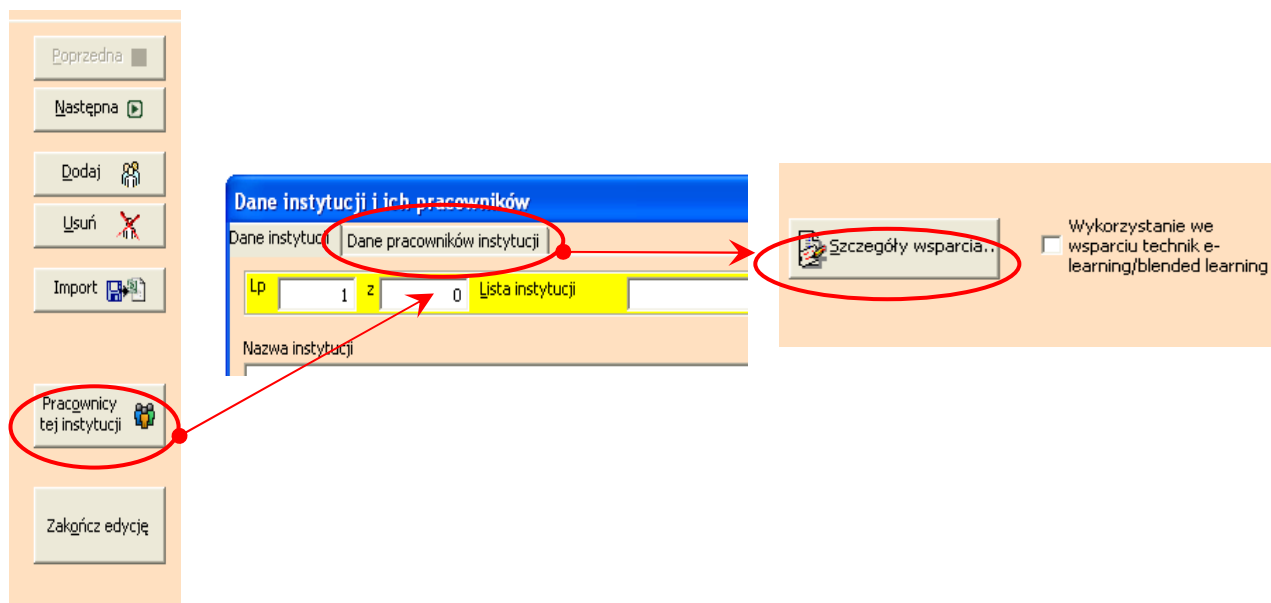 Poprzedna
Następna
Dodaj
Usuń
Import
Pracownicy
tej instytucji
Zakończ edycję
Dane instytucji i ich pracowników
Dane instytucji Dane pracowników instytucji
Lp 1 z 0 Lista instytucji
Nazwa instytucji
Szczegóły wsparcia..
Wykorzystanie we
wsparciu technik e-
learning/blended learning